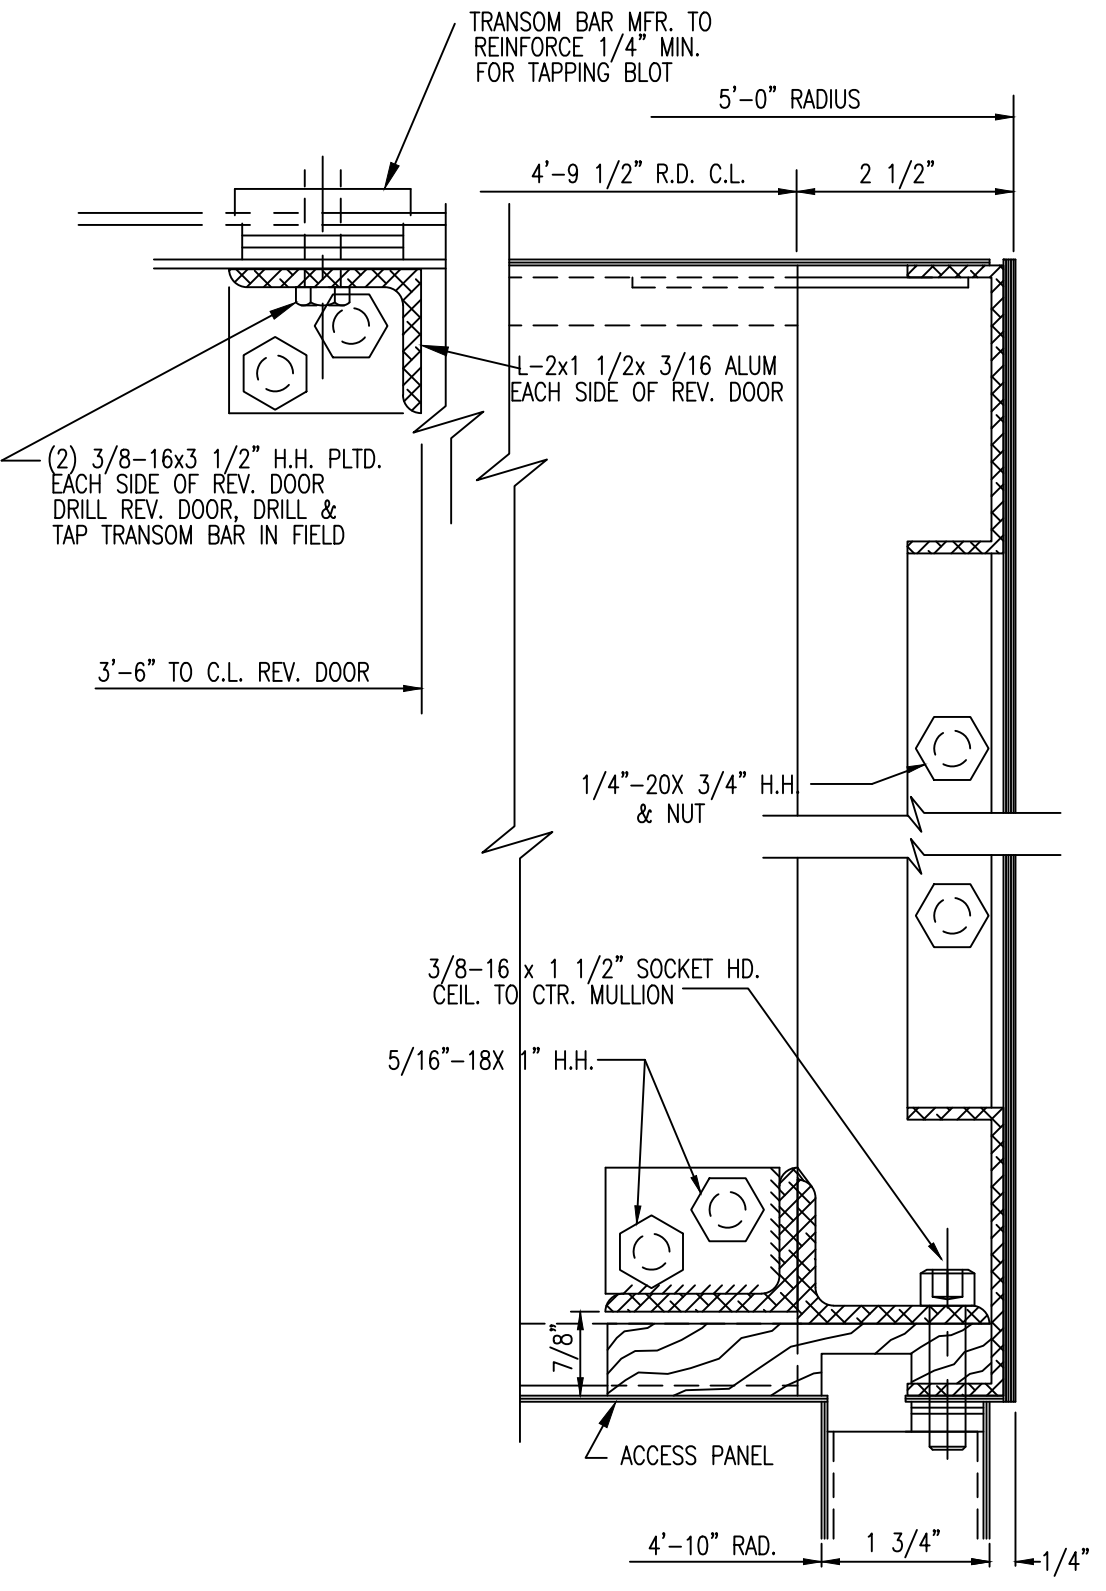 TRANSOM BAR MFR. TO
REINFORCE 1/4" MIN.
FOR TAPPING BLOT
5'-0" RADIUS
4'-9 1/2" R.D. C.L.
2 1/2"
L-2x1 1/2x 3/16 ALUM
EACH SIDE OF REV. DOOR
(2) 3/8-16x3 1/2" H.H. PLTD.
EACH SIDE OF REV. DOOR
DRILL REV. DOOR, DRILL &
TAP TRANSOM BAR IN FIELD
3'-6" TO C.L. REV. DOOR
1/4"-20X 3/4" H.H.
& NUT
3/8-16 x 1 1/2" SOCKET HD.
CEIL. TO CTR. MULLION
5/16"-18X 1" H.H.
7/8"
ACCESS PANEL
4'-10" RAD.
1 3/4"
1/4"